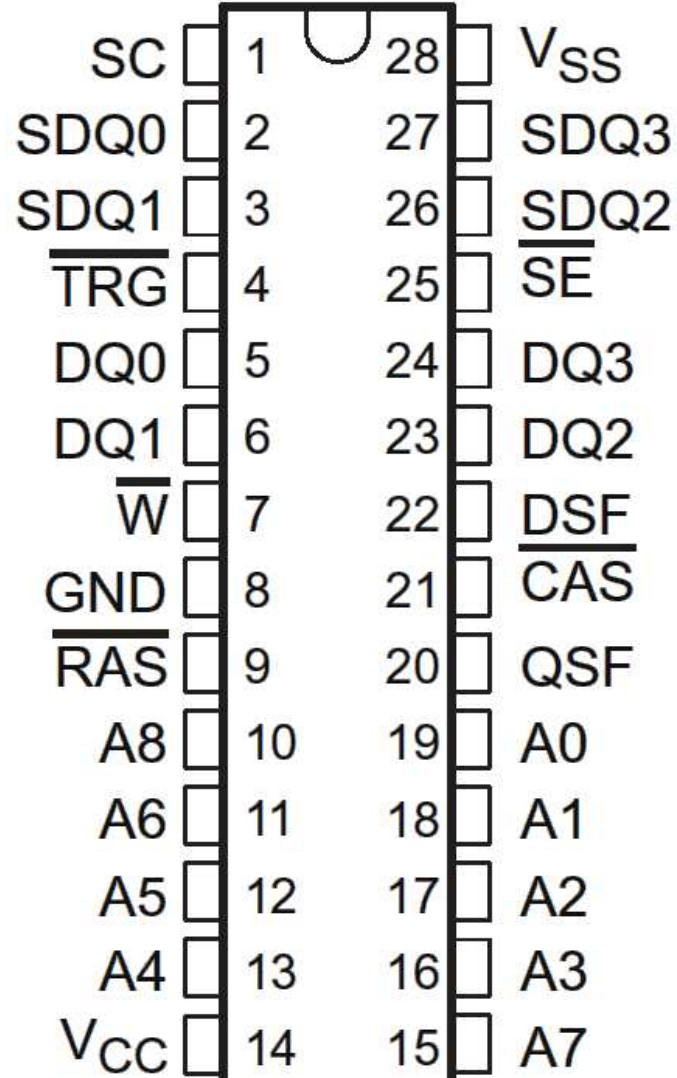 SC 1 28 VSS
SDQ0 2 27 SDQ3
SDQ1 3 26 SDQ2
TRG 4 25 SE
DQ0 5 24 DQ3
DQ1 6 23 DQ2
W 7 22 DSF
GND 8 21 CAS
RAS 9 20 QSF
A8 10 19 A0
A6 11 18 A1
A5 12 17 A2
A4 13 16 A3
VCC 14 15 A7